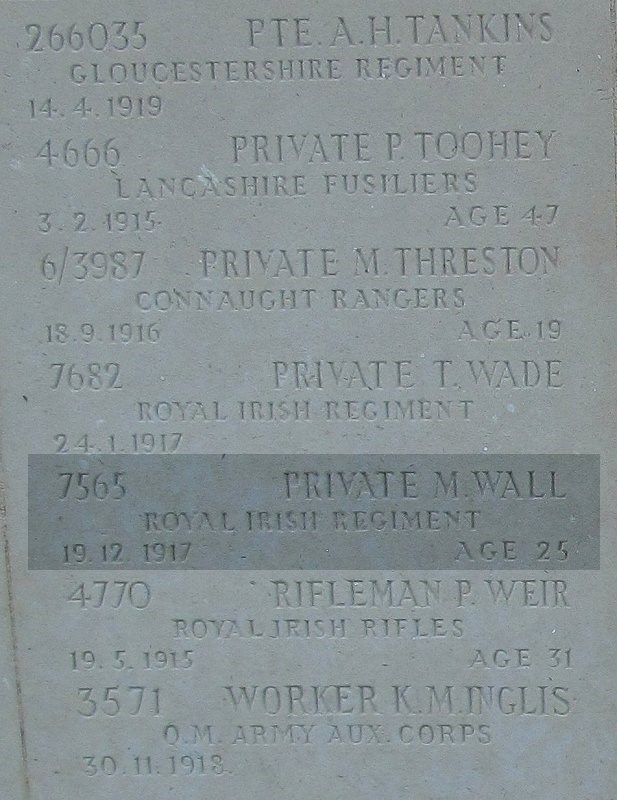 266035 PTE. A.H. TANKINS
GLOUCESTERSHIRE REGIMENT
14. 4. 1919
4666 PRIVATE P. TOOHEY
LANCASHIRE FUSILIERS
3. 2. 1915 AGE 47
6/3987 PRIVATE M. THRESTON
CONNAUGHT RANGERS
18. 9. 1916 AGE 19
7682 PRIVATE T. WADE
ROYAL IRISH REGIMENT
24. 1. 1917
7565 PRIVATE M. WALL
ROYAL IRISH REGIMENT
19. 12. 1917 AGE 25
4770 RIFLEMAN P. WEIR
ROYAL IRISH RIFLES
19. 5. 1915 AGE 31
3571 WORKER K.M. INGLIS
Q.M. ARMY AUX. CORPS
30. 11. 1918